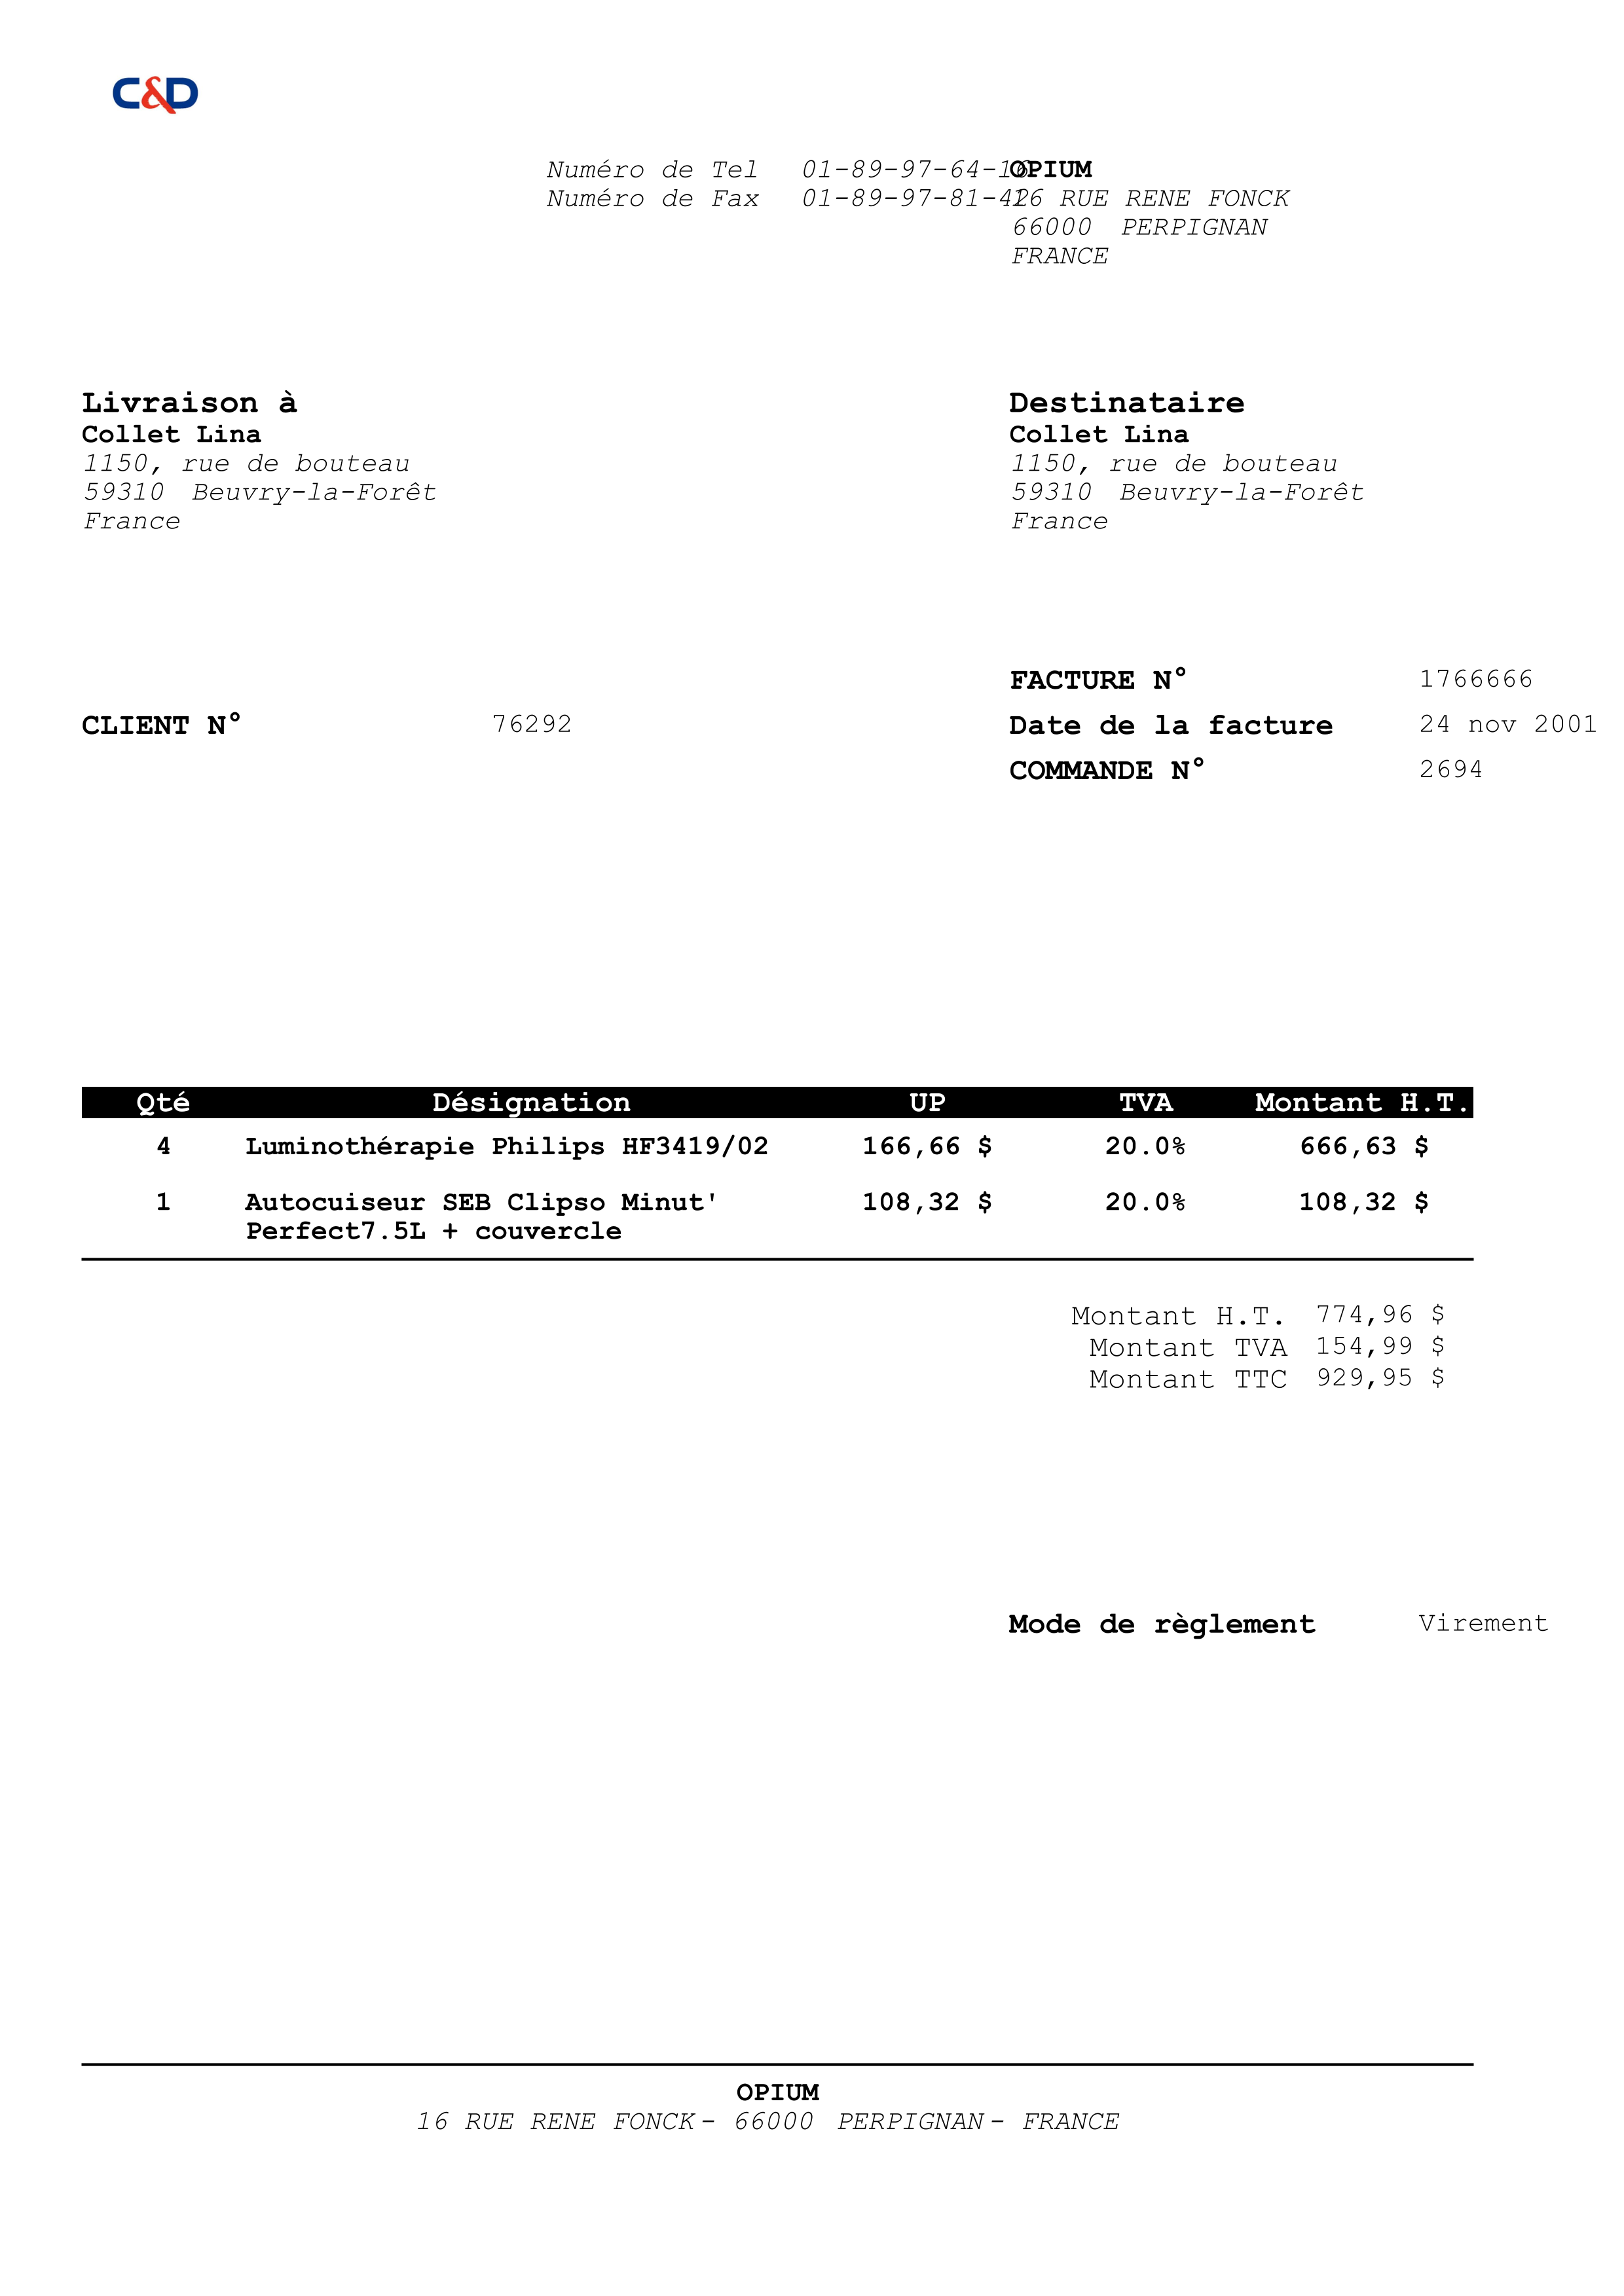 C&D
Numéro de Tel 01-89-97-64-16
Numéro de Fax 01-89-97-81-42
OPIUM
16 RUE RENE FONCK
66000 PERPIGNAN
FRANCE
Livraison à
Collet Lina
1150, rue de bouteau
59310 Beuvry-la-Forêt
France
Destinataire
Collet Lina
1150, rue de bouteau
59310 Beuvry-la-Forêt
France
FACTURE N° 1766666
CLIENT N° 76292
Date de la facture 24 nov 2001
COMMANDE N° 2694
Qté Désignation UP TVA Montant H.T.
4 Luminothérapie Philips HF3419/02 166,66 $ 20.0% 666,63 $
1 Autocuiseur SEB Clipso Minut' 108,32 $ 20.0% 108,32 $
Perfect7.5L + couvercle
Montant H.T. 774,96 $
Montant TVA 154,99 $
Montant TTC 929,95 $
Mode de règlement Virement
OPIUM
16 RUE RENE FONCK - 66000 PERPIGNAN - FRANCE